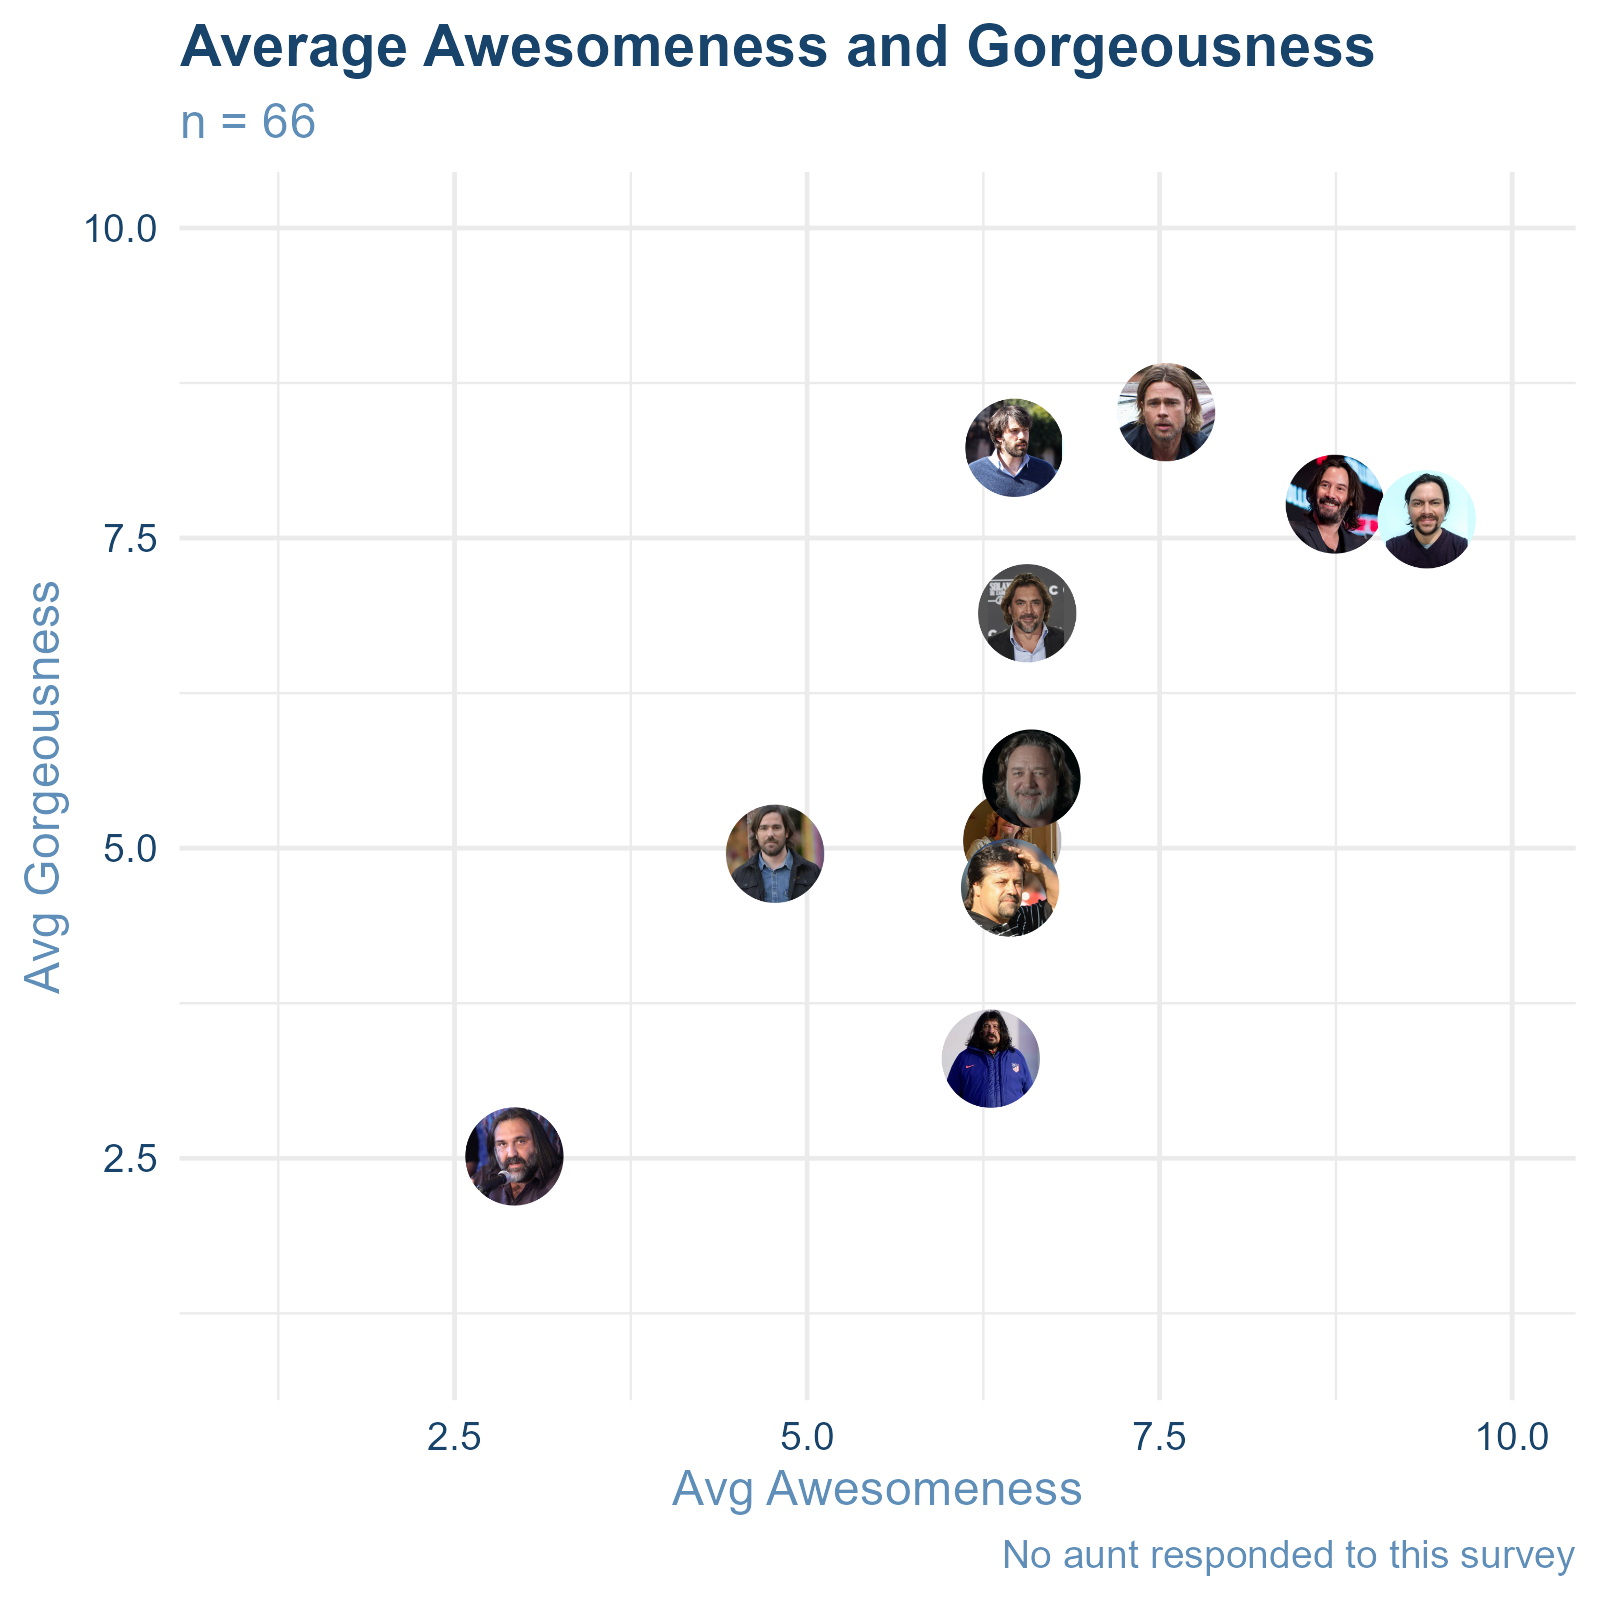 Average Awesomeness and Gorgeousness
n = 66
10.0
7.5
5.0
2.5
Avg Gorgeousness
2.5 5.0 7.5 10.0
Avg Awesomeness
No aunt responded to this survey